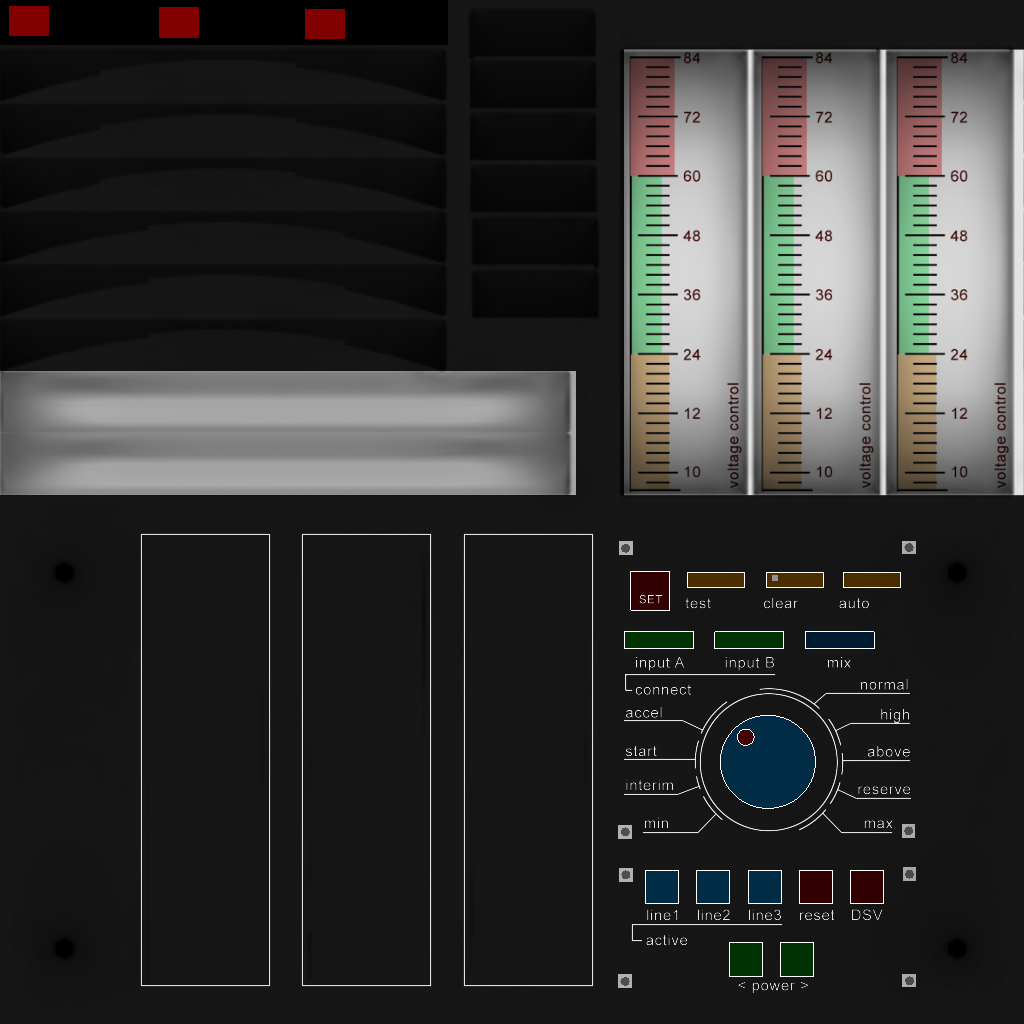 84 84 84
72 72 72
60 60 60
48 48 48
36 36 36
24 24 24
12 12 12
10 10 10
voltage control voltage control voltage control
SET test clear auto
input A input B mix
connect
normal
accel
high
start
above
interim
reserve
min
max
line1 line2 line3 reset DSV
active
< power >